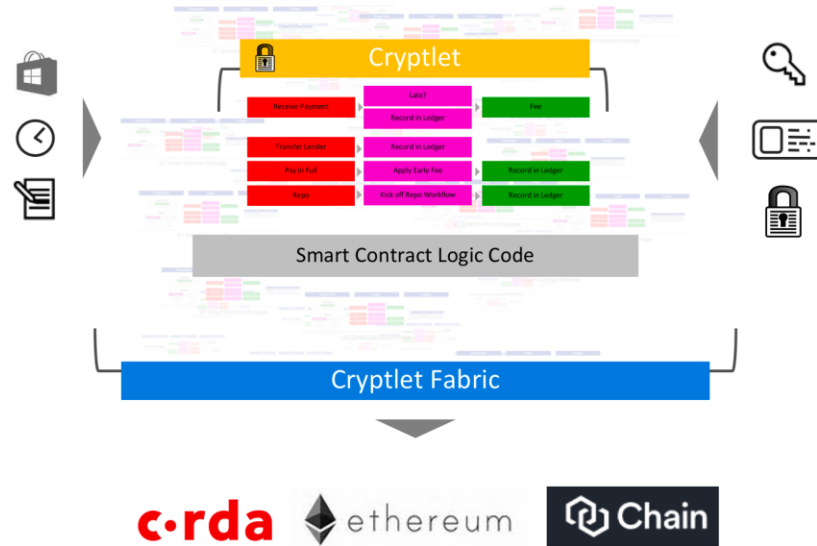 Cryptlet
Late?
Receive Payment
Fee
Record in Ledger
Transfer Lender
Record in Ledger
Pay in Full
Apply Early Fee
Record in Ledger
Repo
Kick off Repo Workflow
Record in Ledger
Smart Contract Logic Code
Cryptlet Fabric
c•rda
ethereum
Chain